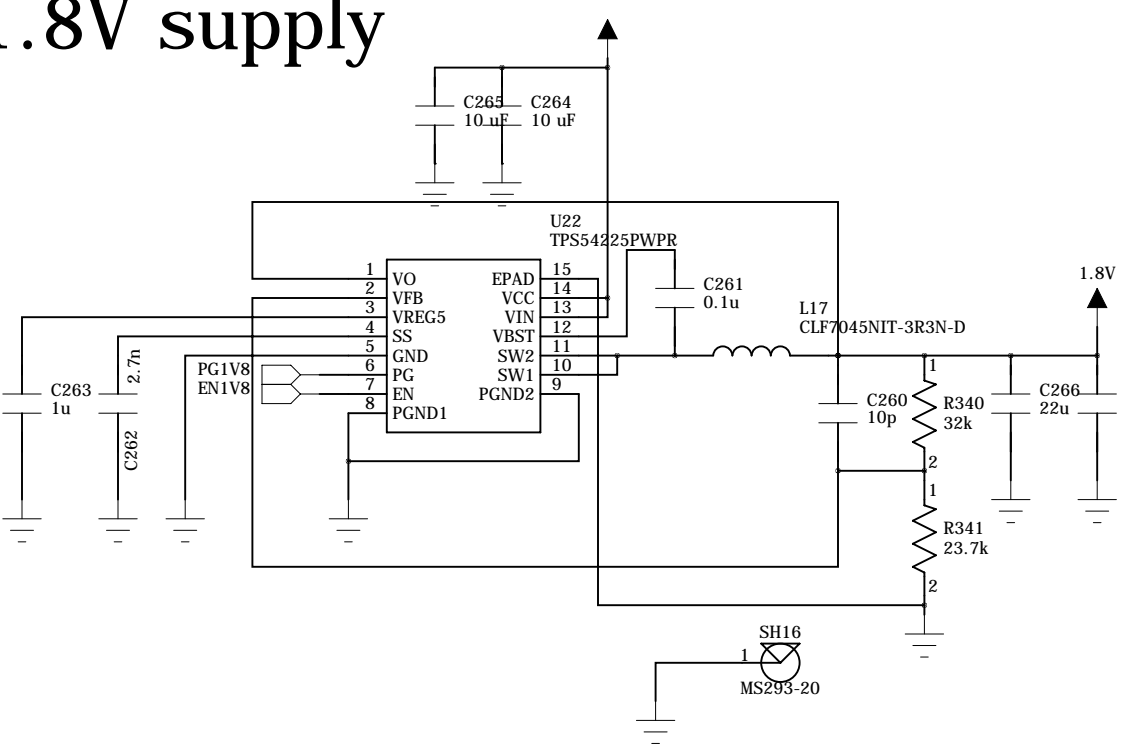 .8V supply
C265
10 uF
C264
10 uF
U22
TPS54225PWPR
1
VO
2
VFB
3
VREG5
4
SS
5
GND
6
PG
7
EN
8
PGND1
EPAD
15
VCC
14
VIN
13
VBST
12
SW2
11
SW1
10
PGND2
9
PG1V8
EN1V8
C263
1u
2.7n
C262
C261
0.1u
L17
CLF7045NIT-3R3N-D
1.8V
C260
10p
1
R340
32k
2
1
R341
23.7k
2
C266
22u
SH16
1
MS293-20